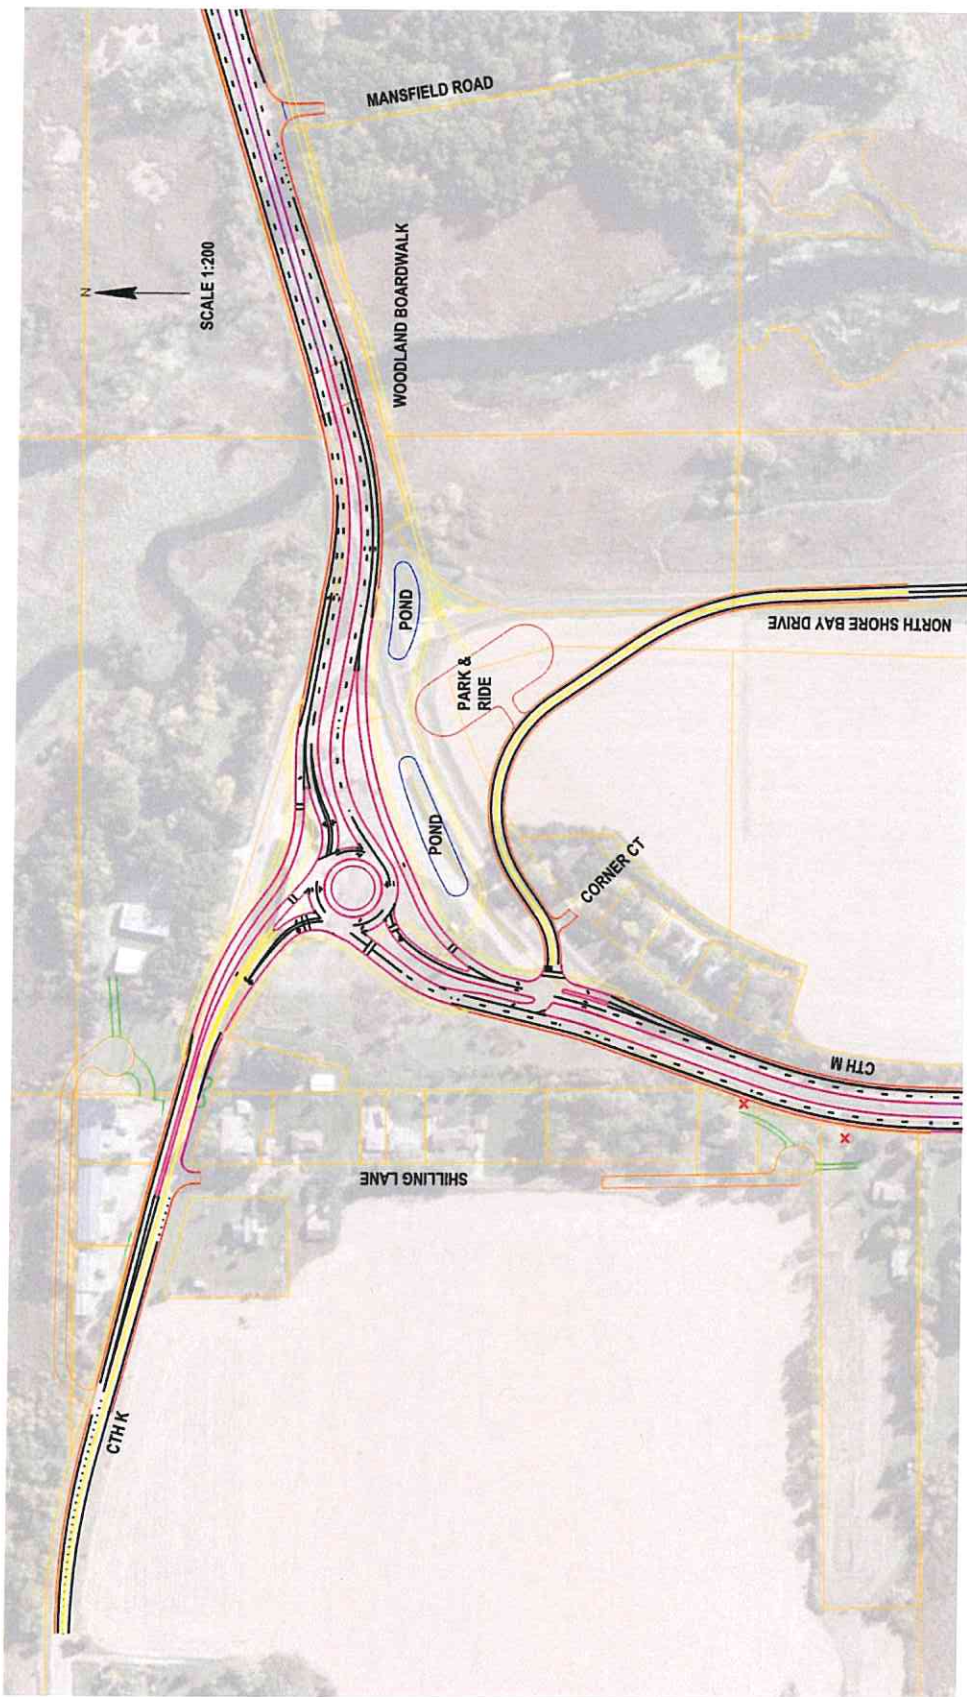 MANSFIELD ROAD
N
SCALE 1:200
WOODLAND BOARDWALK
POND
NORTH SHORE BAY DRIVE
PARK &
RIDE
POND
CORNER CT
CTH M
SHILLING LANE
CTH K